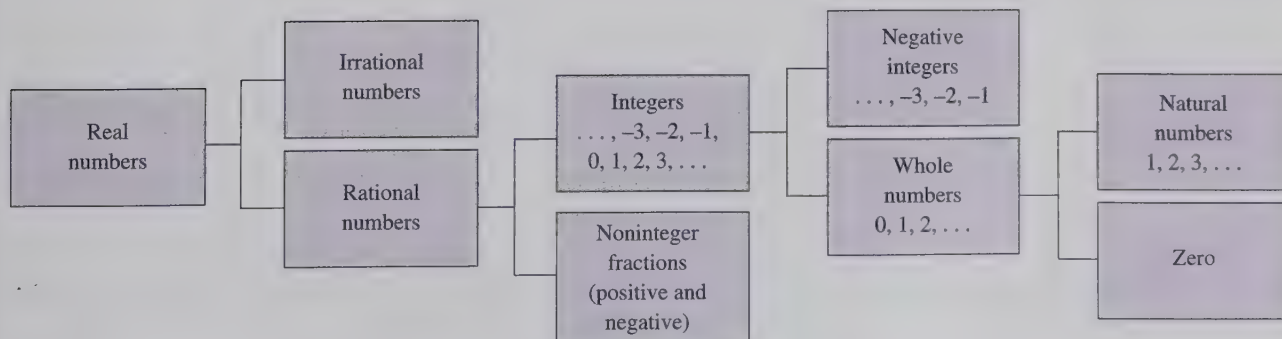 Real
numbers
Irrational
numbers
Rational
numbers
Integers
. . . , –3, –2, –1,
0, 1, 2, 3, . . .
Noninteger
fractions
(positive and
negative)
Negative
integers
. . . , –3, –2, –1
Whole
numbers
0, 1, 2, . . .
Natural
numbers
1, 2, 3, . . .
Zero